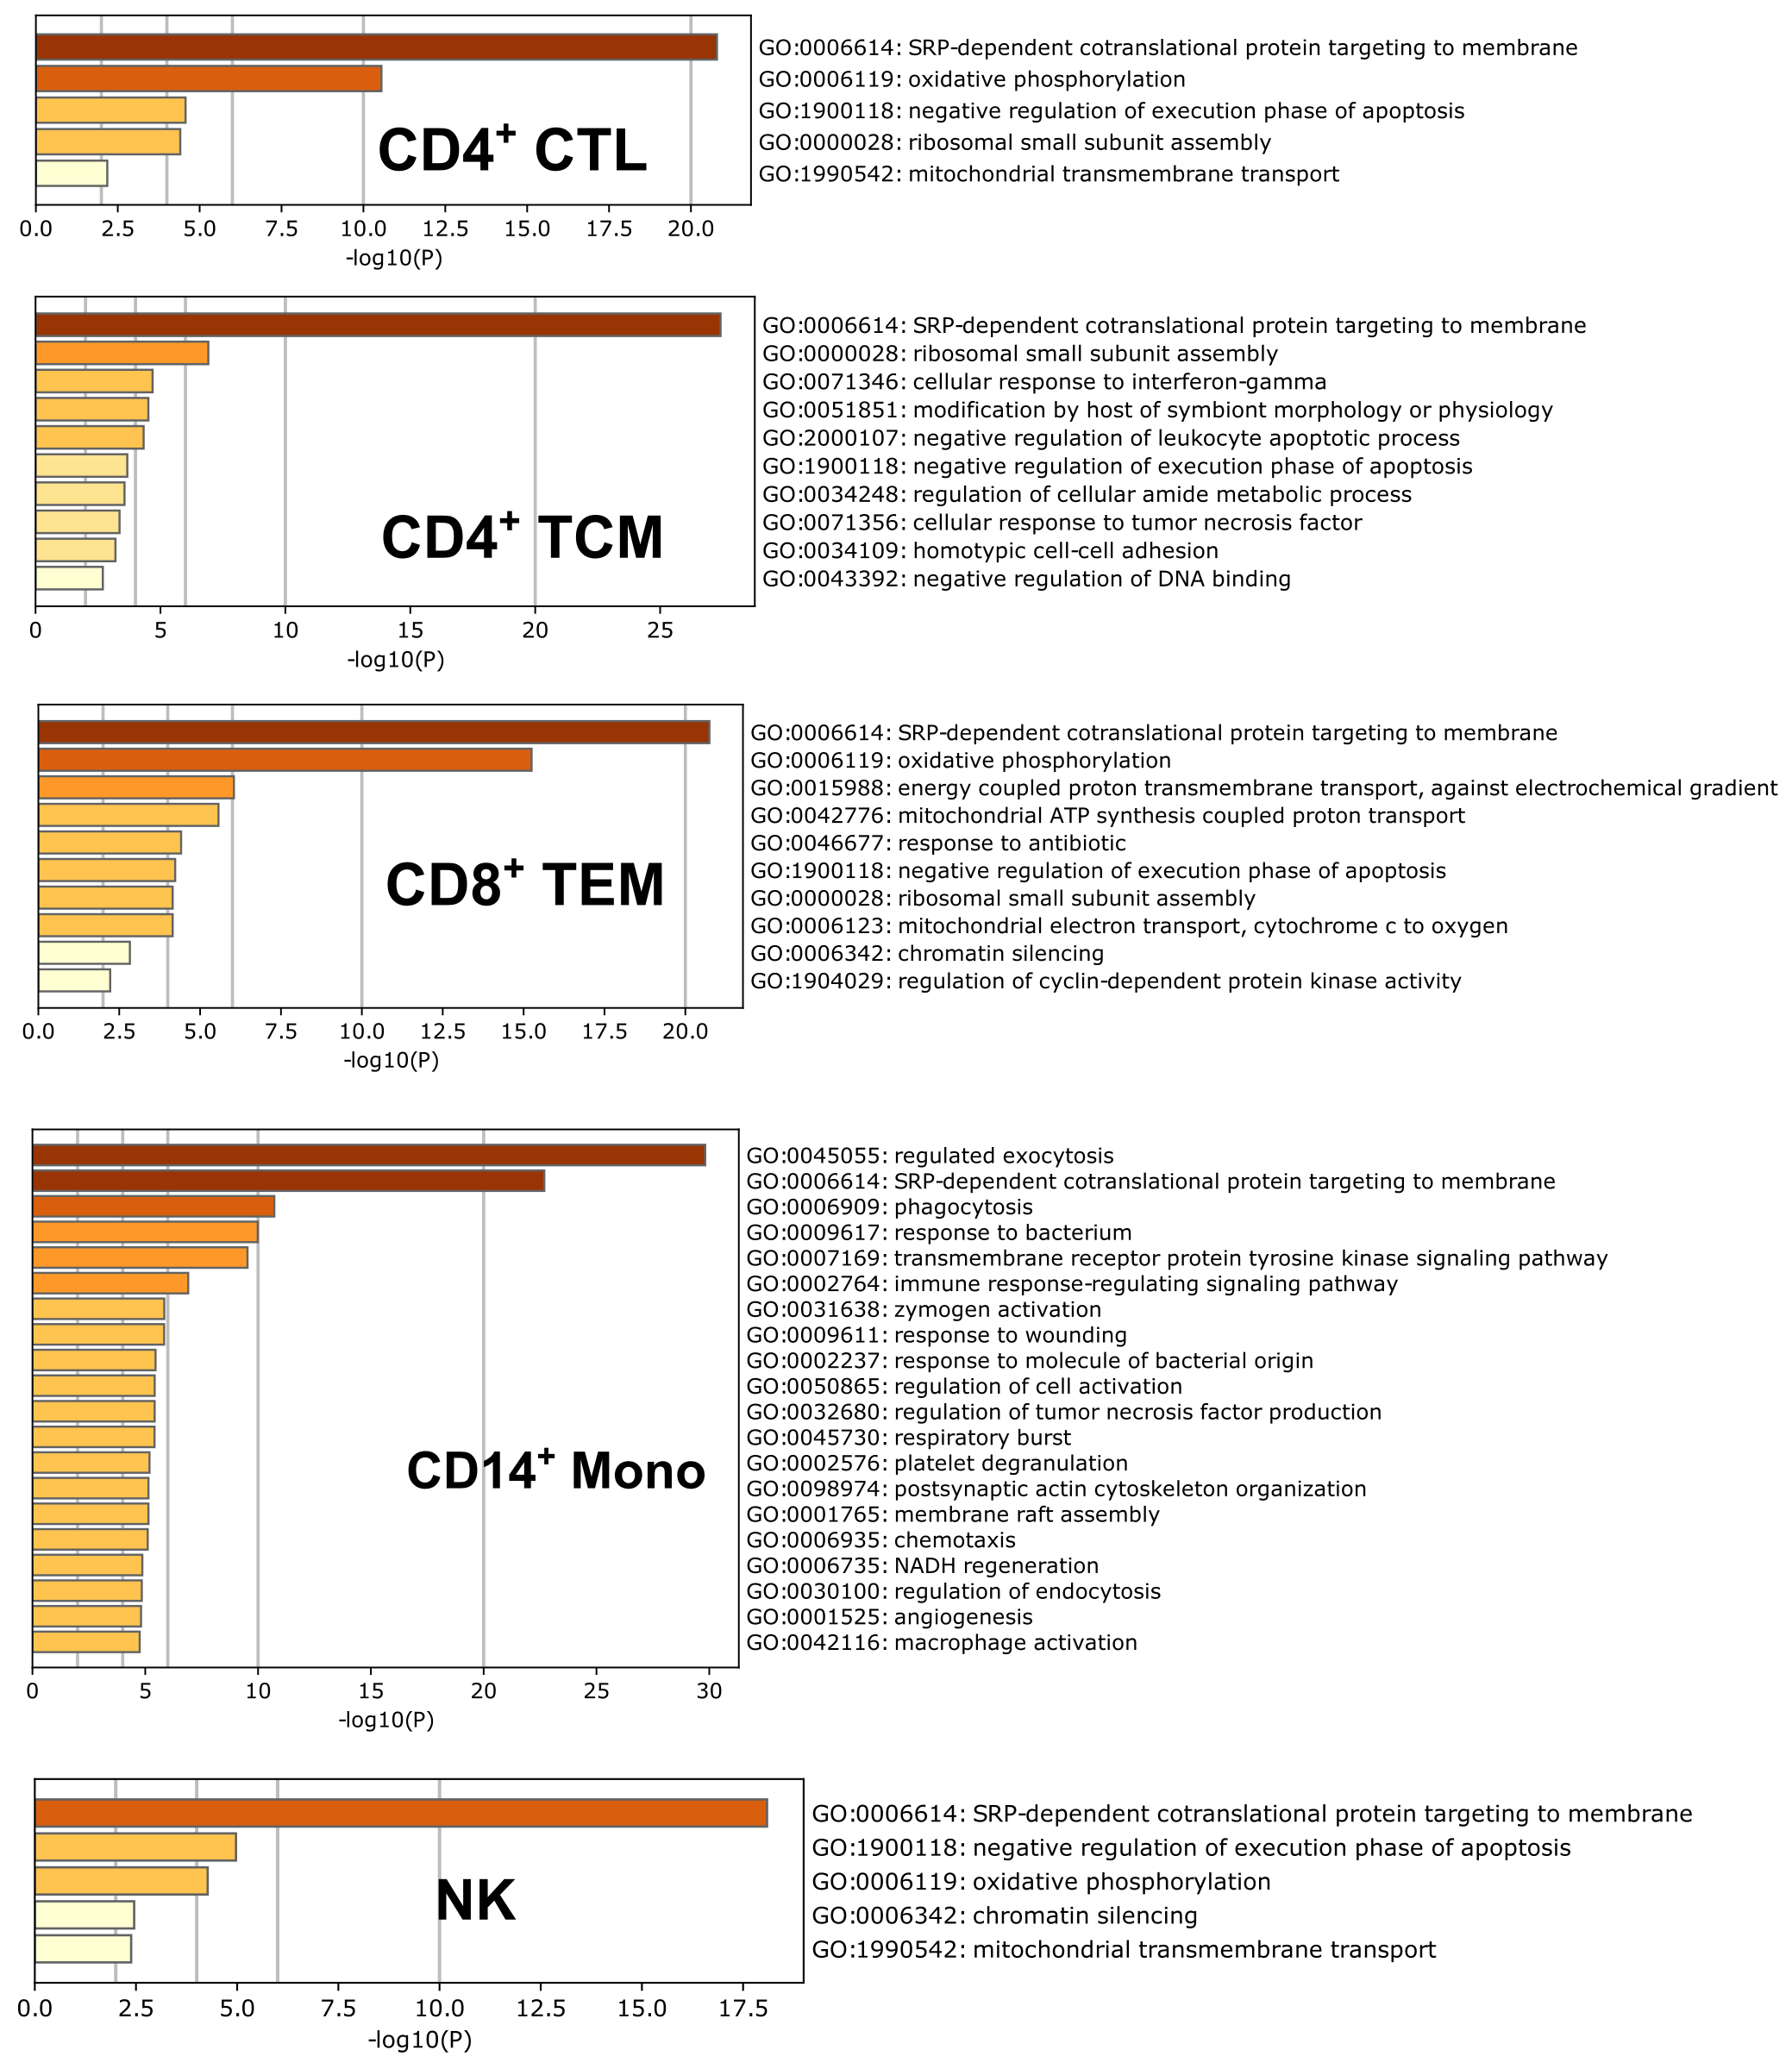 GO:0006614: SRP-dependent cotranslational protein targeting to membrane
GO:0006119: oxidative phosphorylation
GO:1900118: negative regulation of execution phase of apoptosis
GO:0000028: ribosomal small subunit assembly
GO:1990542: mitochondrial transmembrane transport
CD4⁺ CTL
0.0 2.5 5.0 7.5 10.0 12.5 15.0 17.5 20.0
-log10(P)
GO:0006614: SRP-dependent cotranslational protein targeting to membrane
GO:0000028: ribosomal small subunit assembly
GO:0071346: cellular response to interferon-gamma
GO:0051851: modification by host of symbiont morphology or physiology
GO:2000107: negative regulation of leukocyte apoptotic process
GO:1900118: negative regulation of execution phase of apoptosis
GO:0034248: regulation of cellular amide metabolic process
GO:0071356: cellular response to tumor necrosis factor
GO:0034109: homotypic cell-cell adhesion
GO:0043392: negative regulation of DNA binding
CD4⁺ TCM
0 5 10 15 20 25
-log10(P)
GO:0006614: SRP-dependent cotranslational protein targeting to membrane
GO:0006119: oxidative phosphorylation
GO:0015988: energy coupled proton transmembrane transport, against electrochemical gradient
GO:0042776: mitochondrial ATP synthesis coupled proton transport
GO:0046677: response to antibiotic
GO:1900118: negative regulation of execution phase of apoptosis
GO:0000028: ribosomal small subunit assembly
GO:0006123: mitochondrial electron transport, cytochrome c to oxygen
GO:0006342: chromatin silencing
GO:1904029: regulation of cyclin-dependent protein kinase activity
CD8⁺ TEM
0.0 2.5 5.0 7.5 10.0 12.5 15.0 17.5 20.0
-log10(P)
GO:0045055: regulated exocytosis
GO:0006614: SRP-dependent cotranslational protein targeting to membrane
GO:0006909: phagocytosis
GO:0009617: response to bacterium
GO:0007169: transmembrane receptor protein tyrosine kinase signaling pathway
GO:0002764: immune response-regulating signaling pathway
GO:0031638: zymogen activation
GO:0009611: response to wounding
GO:0002237: response to molecule of bacterial origin
GO:0050865: regulation of cell activation
GO:0032680: regulation of tumor necrosis factor production
GO:0045730: respiratory burst
GO:0002576: platelet degranulation
GO:0098974: postsynaptic actin cytoskeleton organization
GO:0001765: membrane raft assembly
GO:0006935: chemotaxis
GO:0006735: NADH regeneration
GO:0030100: regulation of endocytosis
GO:0001525: angiogenesis
GO:0042116: macrophage activation
CD14⁺ Mono
0 5 10 15 20 25 30
-log10(P)
GO:0006614: SRP-dependent cotranslational protein targeting to membrane
GO:1900118: negative regulation of execution phase of apoptosis
GO:0006119: oxidative phosphorylation
GO:0006342: chromatin silencing
GO:1990542: mitochondrial transmembrane transport
NK
0.0 2.5 5.0 7.5 10.0 12.5 15.0 17.5
-log10(P)